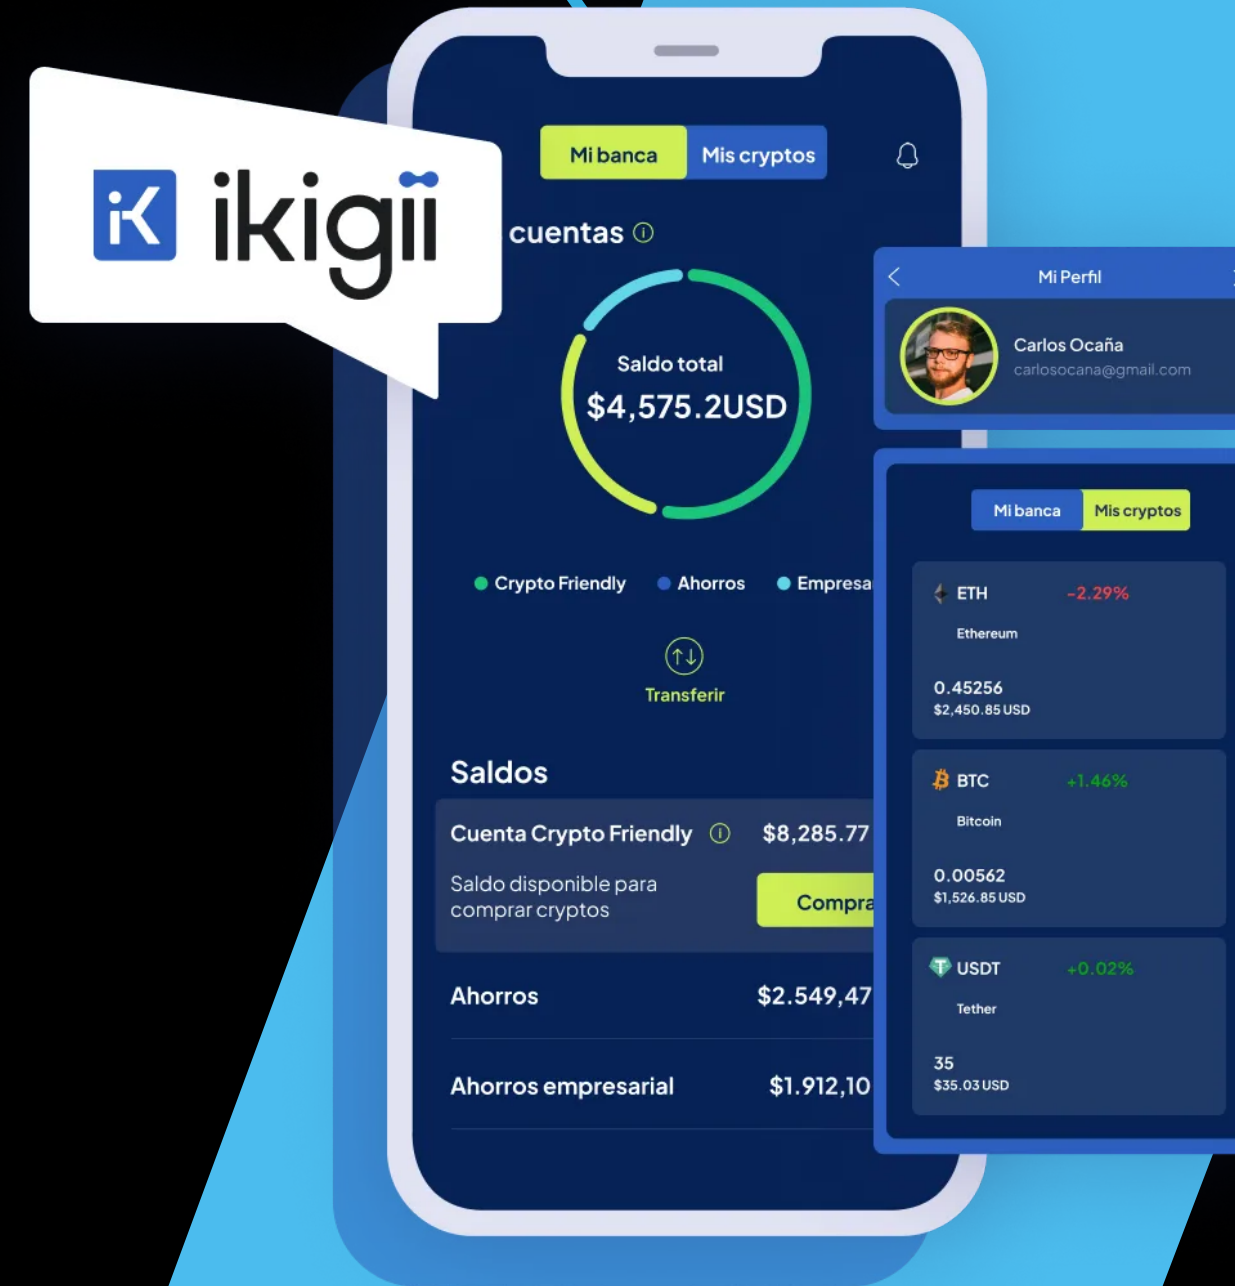 ikigii
Mi banca
Mis cryptos
cuentas
Saldo total
$4,575.2USD
Crypto Friendly
Ahorros
Transferir
Saldos
Cuenta Crypto Friendly
$8,285.77
Saldo disponible para
comprar cryptos
Ahorros
$2.549,47
Ahorros empresarial
$1.912,10
Mi Perfil
Carlos Ocaña
carlosocana@gmail.com
Mi banca
Mis cryptos
ETH
-2.29%
Ethereum
0.45256
$2,450.85 USD
BTC
+1.46%
Bitcoin
0.00562
$1,526.85 USD
USDT
+0.02%
Tether
35
$35.03 USD